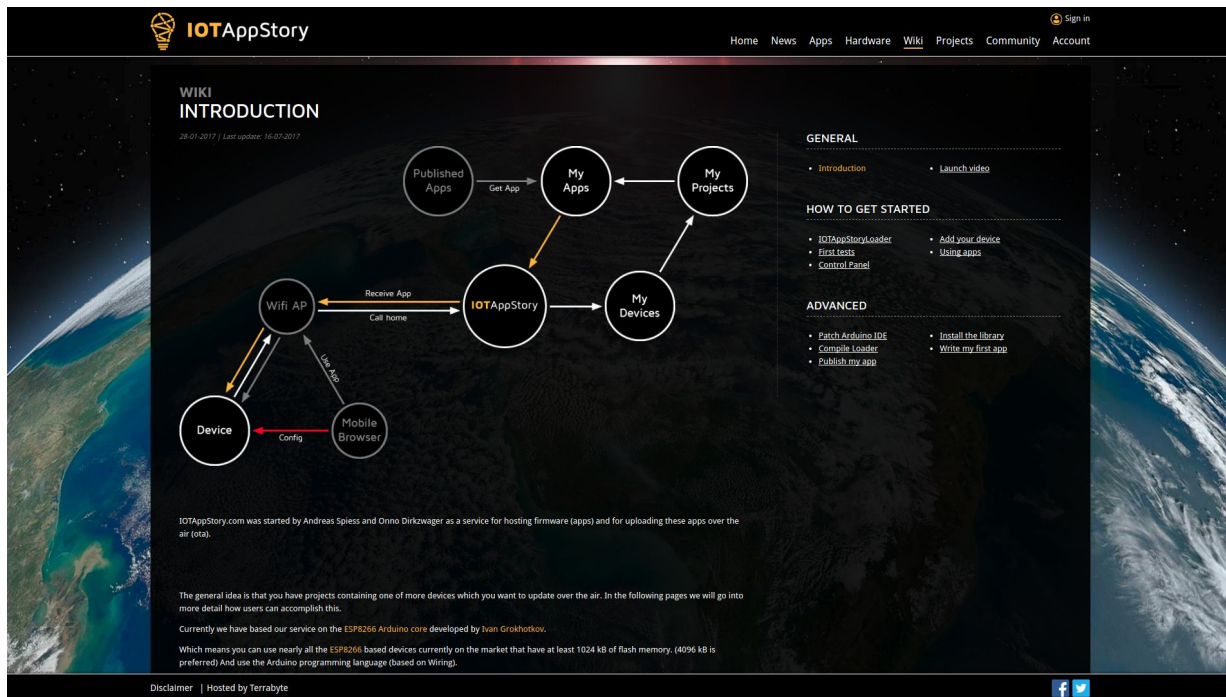 IOTAppStory
Sign in
Home News Apps Hardware Wiki Projects Community Account
WIKI
INTRODUCTION
28-01-2017 | Last update: 16-07-2017
Published
Apps
Get App
My
Apps
My
Projects
Wifi AP
Receive App
Call home
IOTAppStory
My
Devices
Use App
Device
Config
Mobile
Browser
IOTAppStory.com was started by Andreas Spiess and Onno Dirkzwager as a service for hosting firmware (apps) and for uploading these apps over the
air (ota).
The general idea is that you have projects containing one of more devices which you want to update over the air. In the following pages we will go into
more detail how users can accomplish this.
Currently we have based our service on the ESP8266 Arduino core developed by Ivan Grokhotkov.
Which means you can use nearly all the ESP8266 based devices currently on the market that have at least 1024 kB of flash memory. (4096 kB is
preferred) And use the Arduino programming language (based on Wiring).
GENERAL
Introduction
Launch video
HOW TO GET STARTED
IOTAppStoryLoader
Add your device
First tests
Using apps
Control Panel
ADVANCED
Patch Arduino IDE
Install the library
Compile Loader
Write my first app
Publish my app
Disclaimer | Hosted by Terrabyte